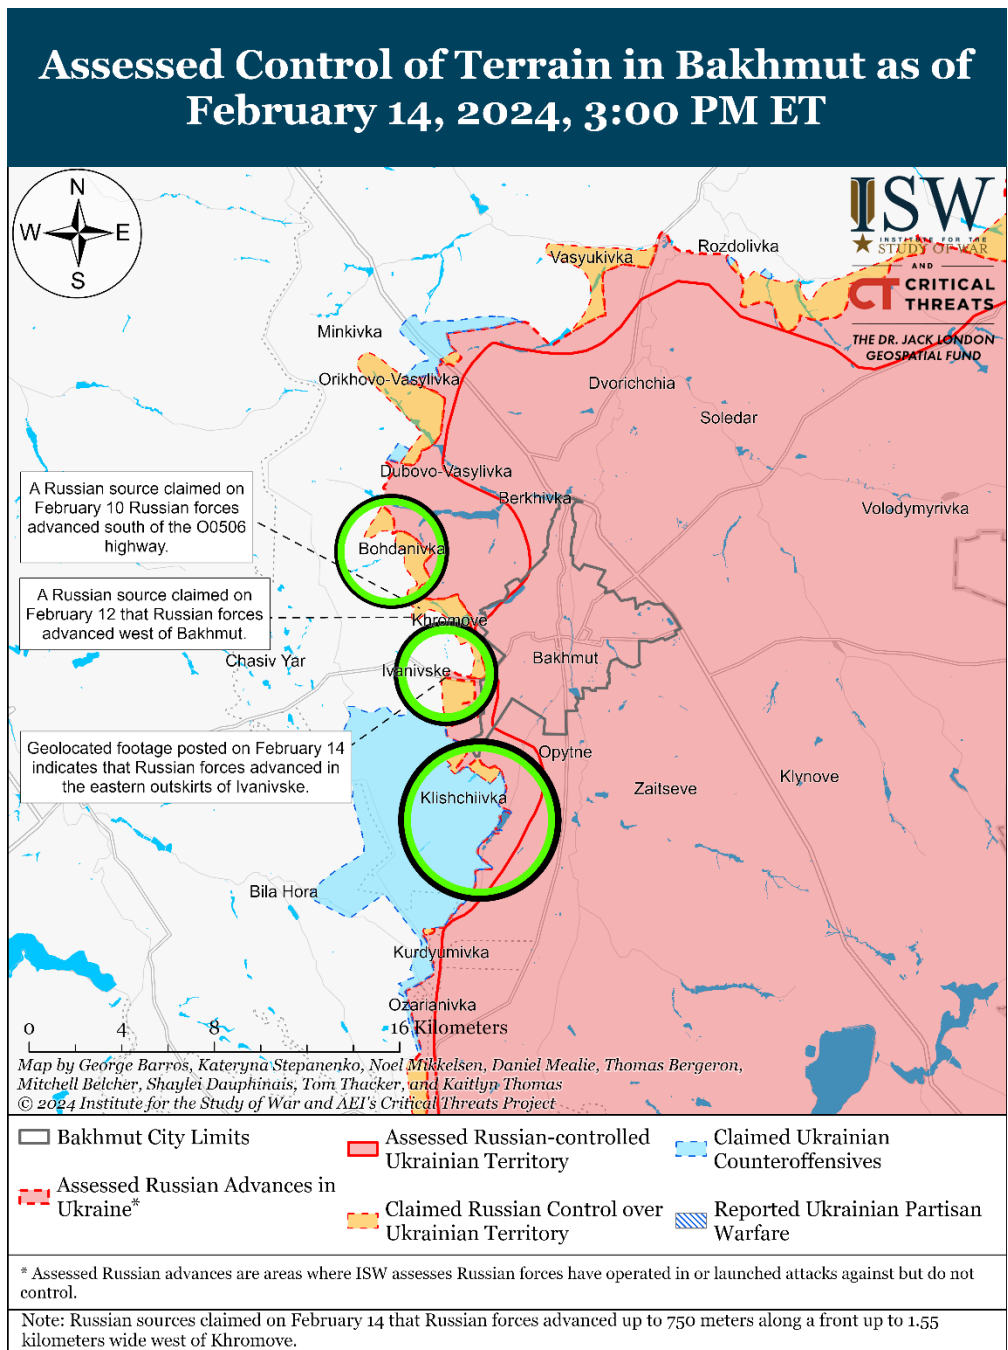 Assessed Control of Terrain in Bakhmut as of
February 14, 2024, 3:00 PM ET
N
W
E
S
ISW
INSTITUTE FOR THE
STUDY OF WAR
AND
CT CRITICAL
THREATS
THE DR. JACK LONDON
GEOSPATIAL FUND
Rozdolivka
Vasyukivka
Minkivka
Orikhovo-Vasylivka
Dvorichchia
Soledar
Dubovo-Vasylivka
Berkhivka
Volodymyrivka
A Russian source claimed on
February 10 Russian forces
advanced south of the O0506
highway.
Bohdanivka
A Russian source claimed on
February 12 that Russian forces
advanced west of Bakhmut.
Khromove
Chasiv Yar
Ivanivske
Bakhmut
Geolocated footage posted on February 14
indicates that Russian forces advanced in
the eastern outskirts of Ivanivske.
Opytne
Klishchiivka
Zaitseve
Klynove
Bila Hora
Kurdyumivka
Ozarianivka
0 4 8 16 Kilometers
Map by George Barros, Kateryna Stepanenko, Noel Mikkelsen, Daniel Mealie, Thomas Bergeron,
Mitchell Belcher, Shaylei Dauphinais, Tom Thacker, and Kaitlyn Thomas
© 2024 Institute for the Study of War and AEI's Critical Threats Project
Bakhmut City Limits
Assessed Russian Advances in
Ukraine*
Assessed Russian-controlled
Ukrainian Territory
Claimed Russian Control over
Ukrainian Territory
Claimed Ukrainian
Counteroffensives
Reported Ukrainian Partisan
Warfare
* Assessed Russian advances are areas where ISW assesses Russian forces have operated in or launched attacks against but do not
control.
Note: Russian sources claimed on February 14 that Russian forces advanced up to 750 meters along a front up to 1.55
kilometers wide west of Khromove.